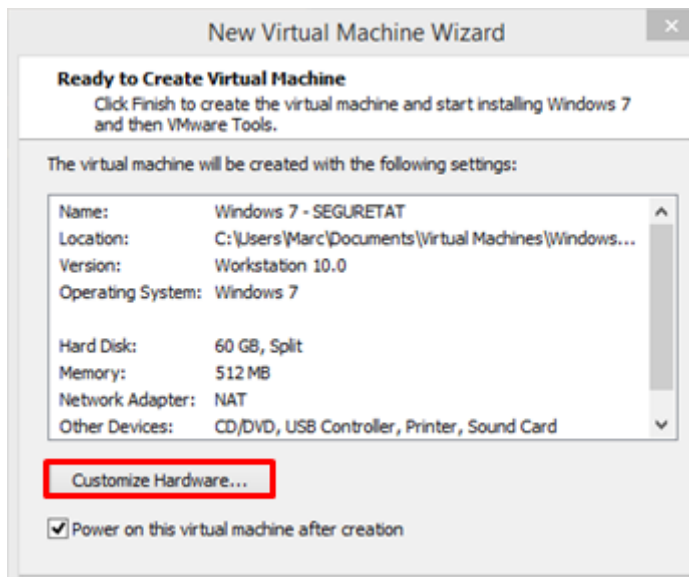 New Virtual Machine Wizard
Ready to Create Virtual Machine
Click Finish to create the virtual machine and start installing Windows 7
and then VMware Tools.
The virtual machine will be created with the following settings:
Name: Windows 7 - SEGURETAT
Location: C:\Users\Marc\Documents\Virtual Machines\Windows...
Version: Workstation 10.0
Operating System: Windows 7
Hard Disk: 60 GB, Split
Memory: 512 MB
Network Adapter: NAT
Other Devices: CD/DVD, USB Controller, Printer, Sound Card
Customize Hardware...
Power on this virtual machine after creation